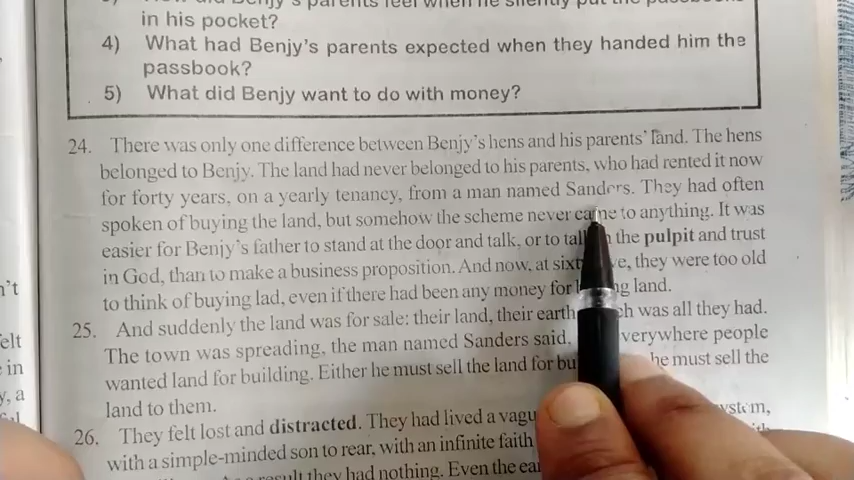 parents feel when he silently put the
in his pocket?
4) What had Benjy's parents expected when they handed him the
passbook?
5) What did Benjy want to do with money?
24. There was only one difference between Benjy's hens and his parents' land. The hens
belonged to Benjy. The land had never belonged to his parents, who had rented it now
for forty years, on a yearly tenancy, from a man named Sanders. They had often
spoken of buying the land, but somehow the scheme never came to anything. It was
easier for Benjy's father to stand at the door and talk, or to the pulpit and trust
in God, than to make a business proposition. And now, at they were too old
to think of buying lad, even if there had been any money for land.
25. And suddenly the land was for sale: their land, their earth was all they had.
The town was spreading, the man named Sanders said. people
wanted land for building. Either he must sell the land for he must sell the
land to them.
26. They felt lost and distracted. They had lived a
with a simple-minded son to rear, with an infinite faith
result they had nothing. Even the
n't
felt
in
y, a